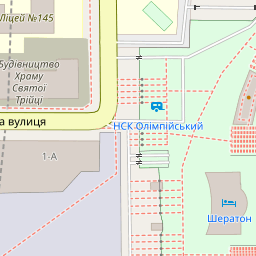 Ліцей №145
Будівництво
Храму
Святої
Трійці
НСК Олімпійський
а вулиця
1-А
Шератон